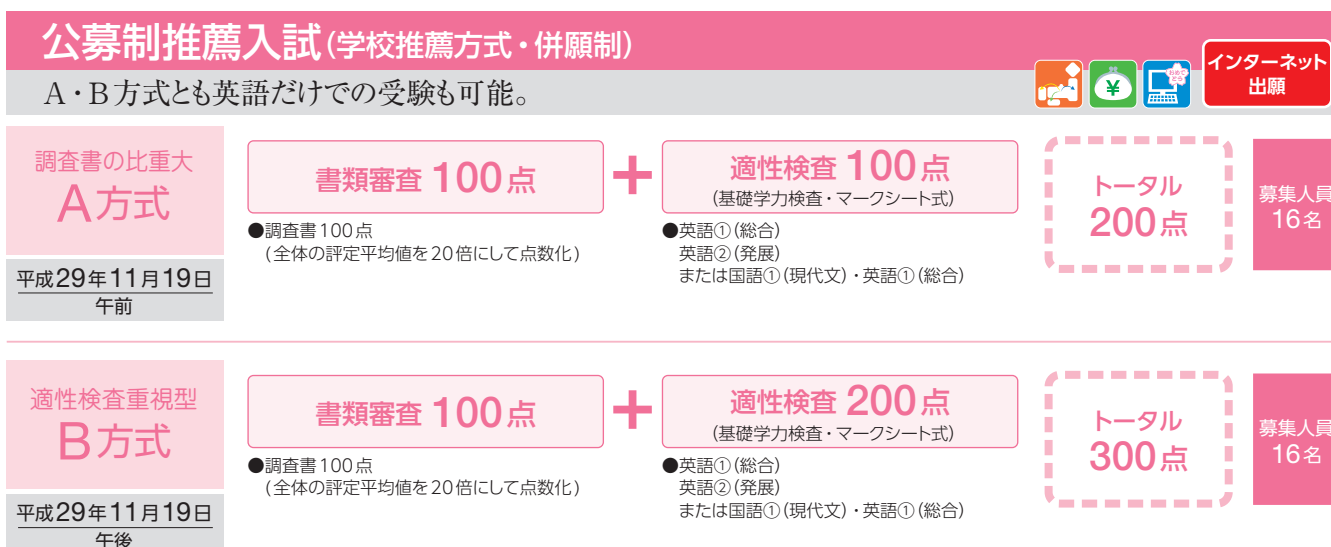 公募制推薦入試(学校推薦方式・併願制)
A・B方式とも英語だけでの受験も可能。
¥
おめで
とう
インターネット
出願
調査書の比重大
A方式
平成29年11月19日
午前
書類審査 100点
●調査書100点
(全体の評定平均値を20倍にして点数化)
+
適性検査 100点
(基礎学力検査・マークシート式)
●英語①(総合)
英語②(発展)
または国語①(現代文)・英語①(総合)
トータル
200点
募集人員
16名
適性検査重視型
B方式
平成29年11月19日
午後
書類審査 100点
●調査書100点
(全体の評定平均値を20倍にして点数化)
+
適性検査 200点
(基礎学力検査・マークシート式)
●英語①(総合)
英語②(発展)
または国語①(現代文)・英語①(総合)
トータル
300点
募集人員
16名